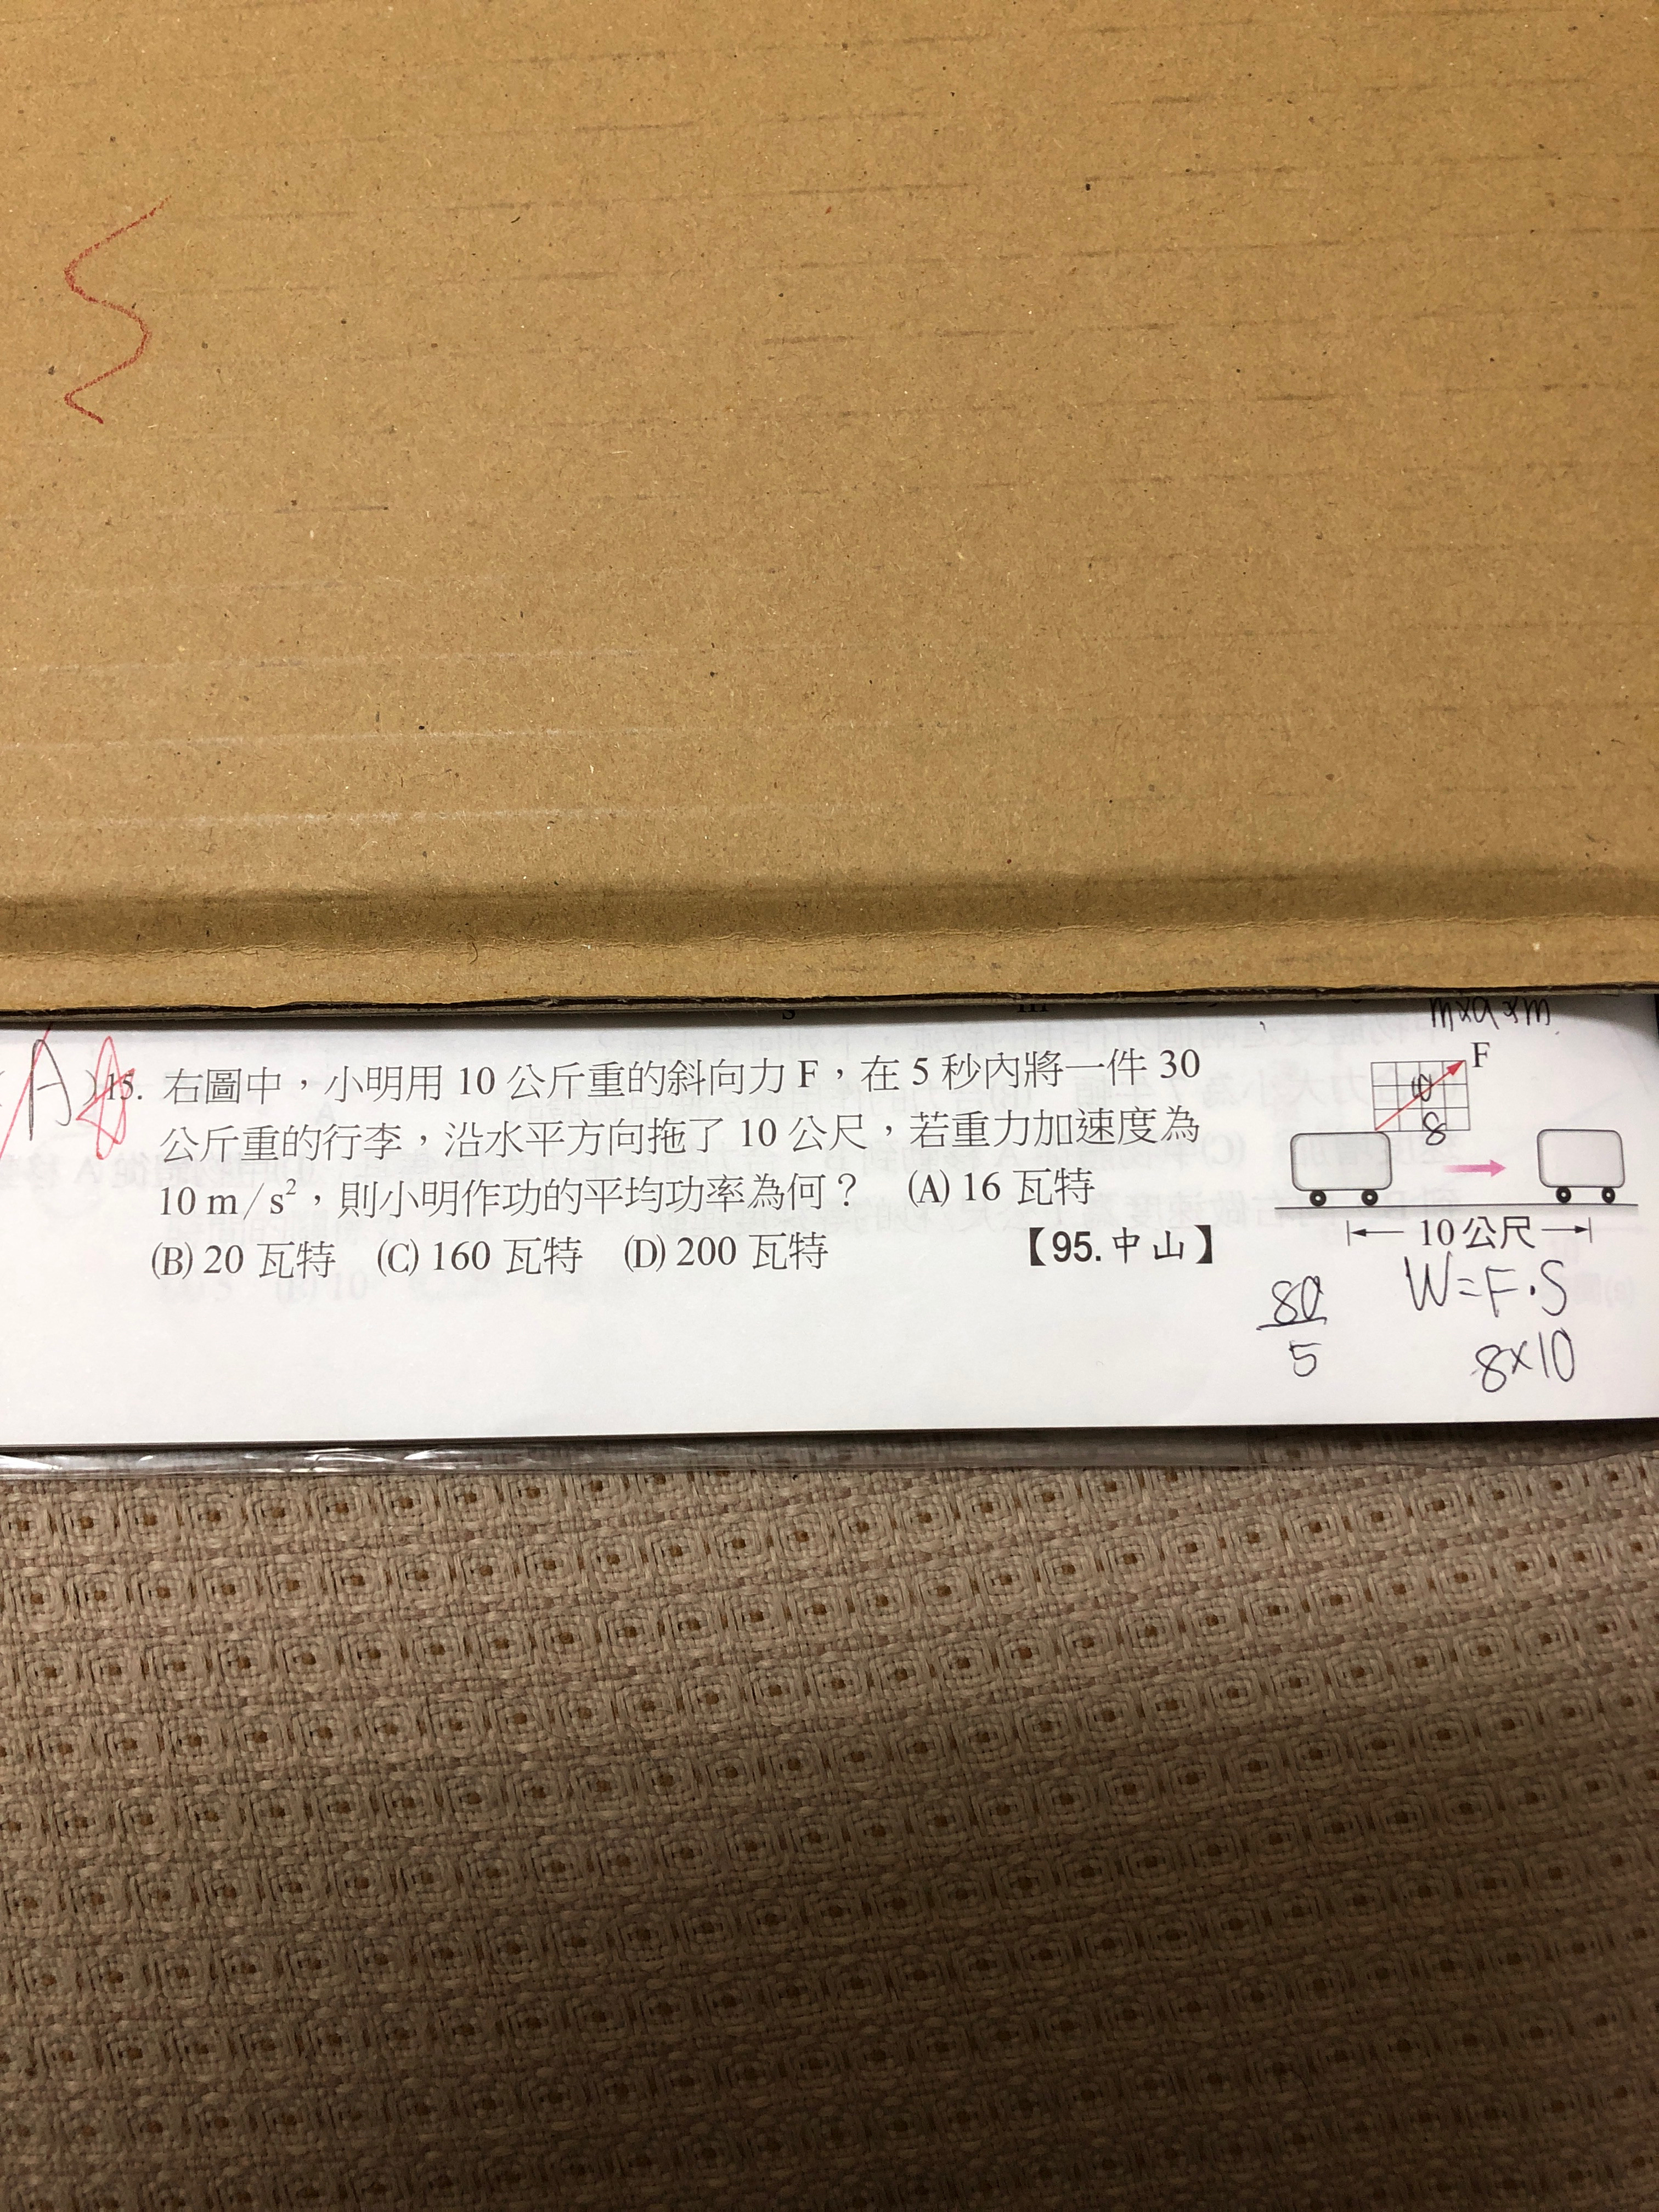 m×a×m
A
15. 右圖中，小明用 10 公斤重的斜向力 F，在 5 秒內將一件 30
公斤重的行李，沿水平方向拖了 10 公尺，若重力加速度為
10 m/s²，則小明作功的平均功率為何？ (A) 16 瓦特
(B) 20 瓦特 (C) 160 瓦特 (D) 200 瓦特 【95.中山】
F
8
10 公尺
W=F·S
8×10
80
5